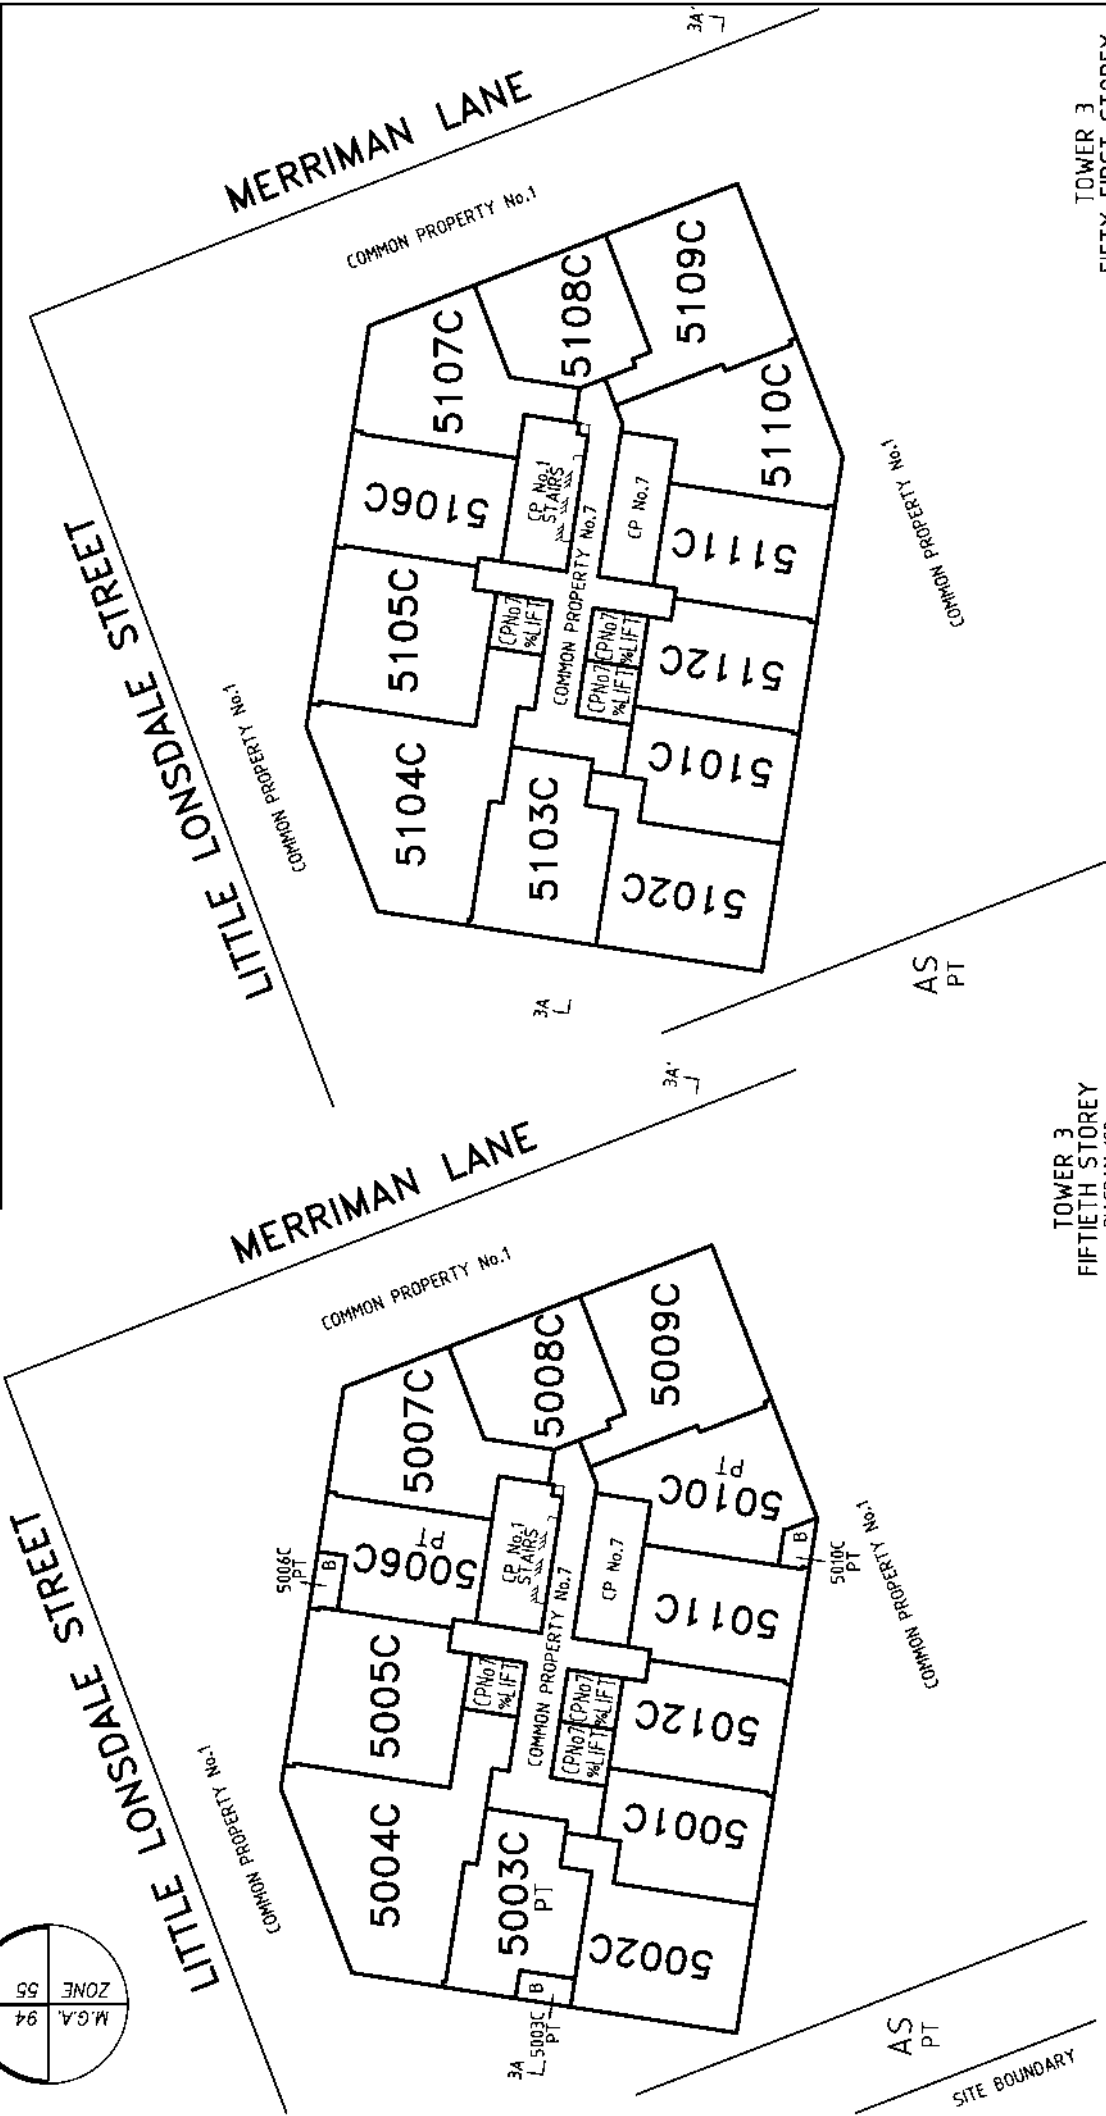 3A'
MERRIMAN LANE
COMMON PROPERTY No.1
LITTLE LONSDALE STREET
COMMON PROPERTY No.1
5107C
5108C
5109C
5106C
CP No.1
STAIRS
CP No.7
5110C
COMMON PROPERTY No.1
5105C
CPNo7
%LIFT
COMMON PROPERTY No.7
CPNo7
%LIFT
CPNo7
%LIFT
5111C
5112C
5104C
5103C
5101C
5102C
3A
AS
PT
TOWER 3
3A'
MERRIMAN LANE
COMMON PROPERTY No.1
LITTLE LONSDALE STREET
COMMON PROPERTY No.1
5007C
5008C
5009C
5006C
PT
B
5006C
PT
CP No.1
STAIRS
CP No.7
5010C
PT
B
5010C
PT
COMMON PROPERTY No.1
5005C
CPNo7
%LIFT
COMMON PROPERTY No.7
CPNo7
%LIFT
CPNo7
%LIFT
5011C
5012C
5004C
5003C
PT
B
5003C
PT
5001C
5002C
3A
AS
PT
SITE BOUNDARY
TOWER 3
FIFTIETH STOREY
M.G.A. 94
ZONE 55